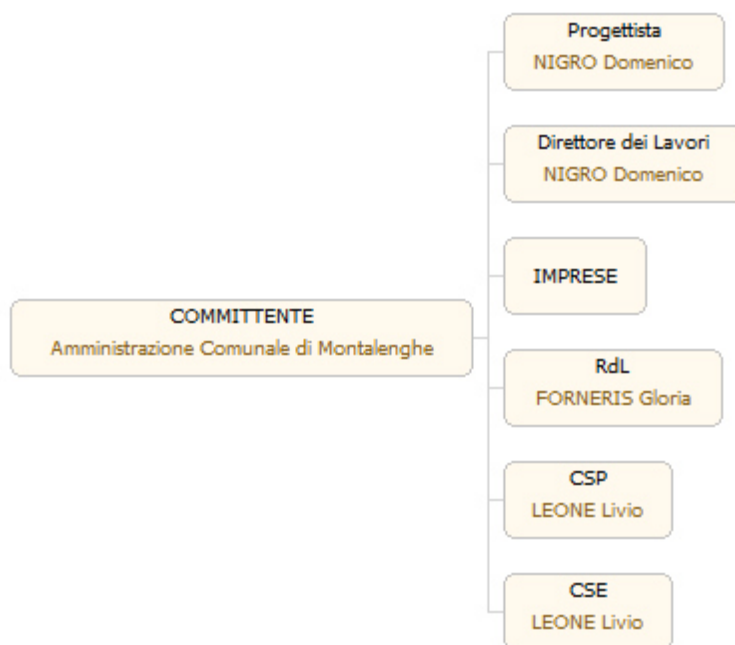 Progettista
NIGRO Domenico
Direttore dei Lavori
NIGRO Domenico
IMPRESE
COMMITTENTE
Amministrazione Comunale di Montalenghe
RdL
FORNERIS Gloria
CSP
LEONE Livio
CSE
LEONE Livio